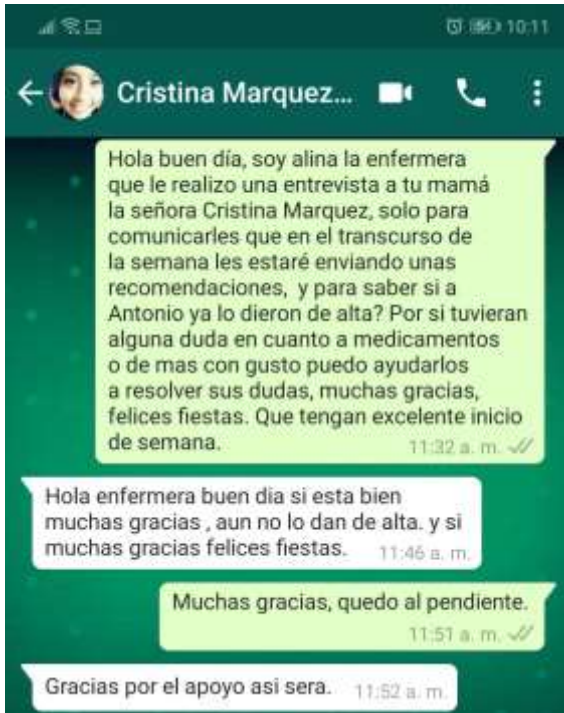 10:11
Cristina Marquez...
Hola buen día, soy alina la enfermera
que le realizo una entrevista a tu mamá
la señora Cristina Marquez, solo para
comunicarles que en el transcurso de
la semana les estaré enviando unas
recomendaciones, y para saber si a
Antonio ya lo dieron de alta? Por si tuvieran
alguna duda en cuanto a medicamentos
o de mas con gusto puedo ayudarlos
a resolver sus dudas, muchas gracias,
felices fiestas. Que tengan excelente inicio
de semana. 11:32 a. m.
Hola enfermera buen dia si esta bien
muchas gracias , aun no lo dan de alta. y si
muchas gracias felices fiestas. 11:46 a. m.
Muchas gracias, quedo al pendiente.
11:51 a. m.
Gracias por el apoyo asi sera. 11:52 a. m.